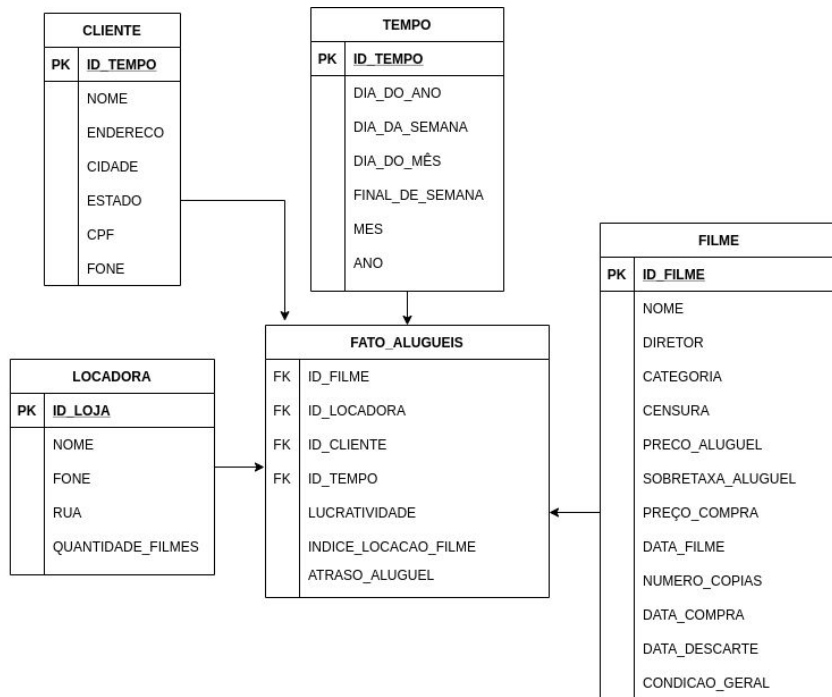 CLIENTE
PK ID_TEMPO
NOME
ENDERECO
CIDADE
ESTADO
CPF
FONE
TEMPO
PK ID_TEMPO
DIA_DO_ANO
DIA_DA_SEMANA
DIA_DO_MÊS
FINAL_DE_SEMANA
MES
ANO
FILME
PK ID_FILME
NOME
DIRETOR
CATEGORIA
CENSURA
PRECO_ALUGUEL
SOBRETAXA_ALUGUEL
PREÇO_COMPRA
DATA_FILME
NUMERO_COPIAS
DATA_COMPRA
DATA_DESCARTE
CONDICAO_GERAL
LOCADORA
PK ID_LOJA
NOME
FONE
RUA
QUANTIDADE_FILMES
FATO_ALUGUEIS
FK ID_FILME
FK ID_LOCADORA
FK ID_CLIENTE
FK ID_TEMPO
LUCRATIVIDADE
INDICE_LOCACAO_FILME
ATRASO_ALUGUEL